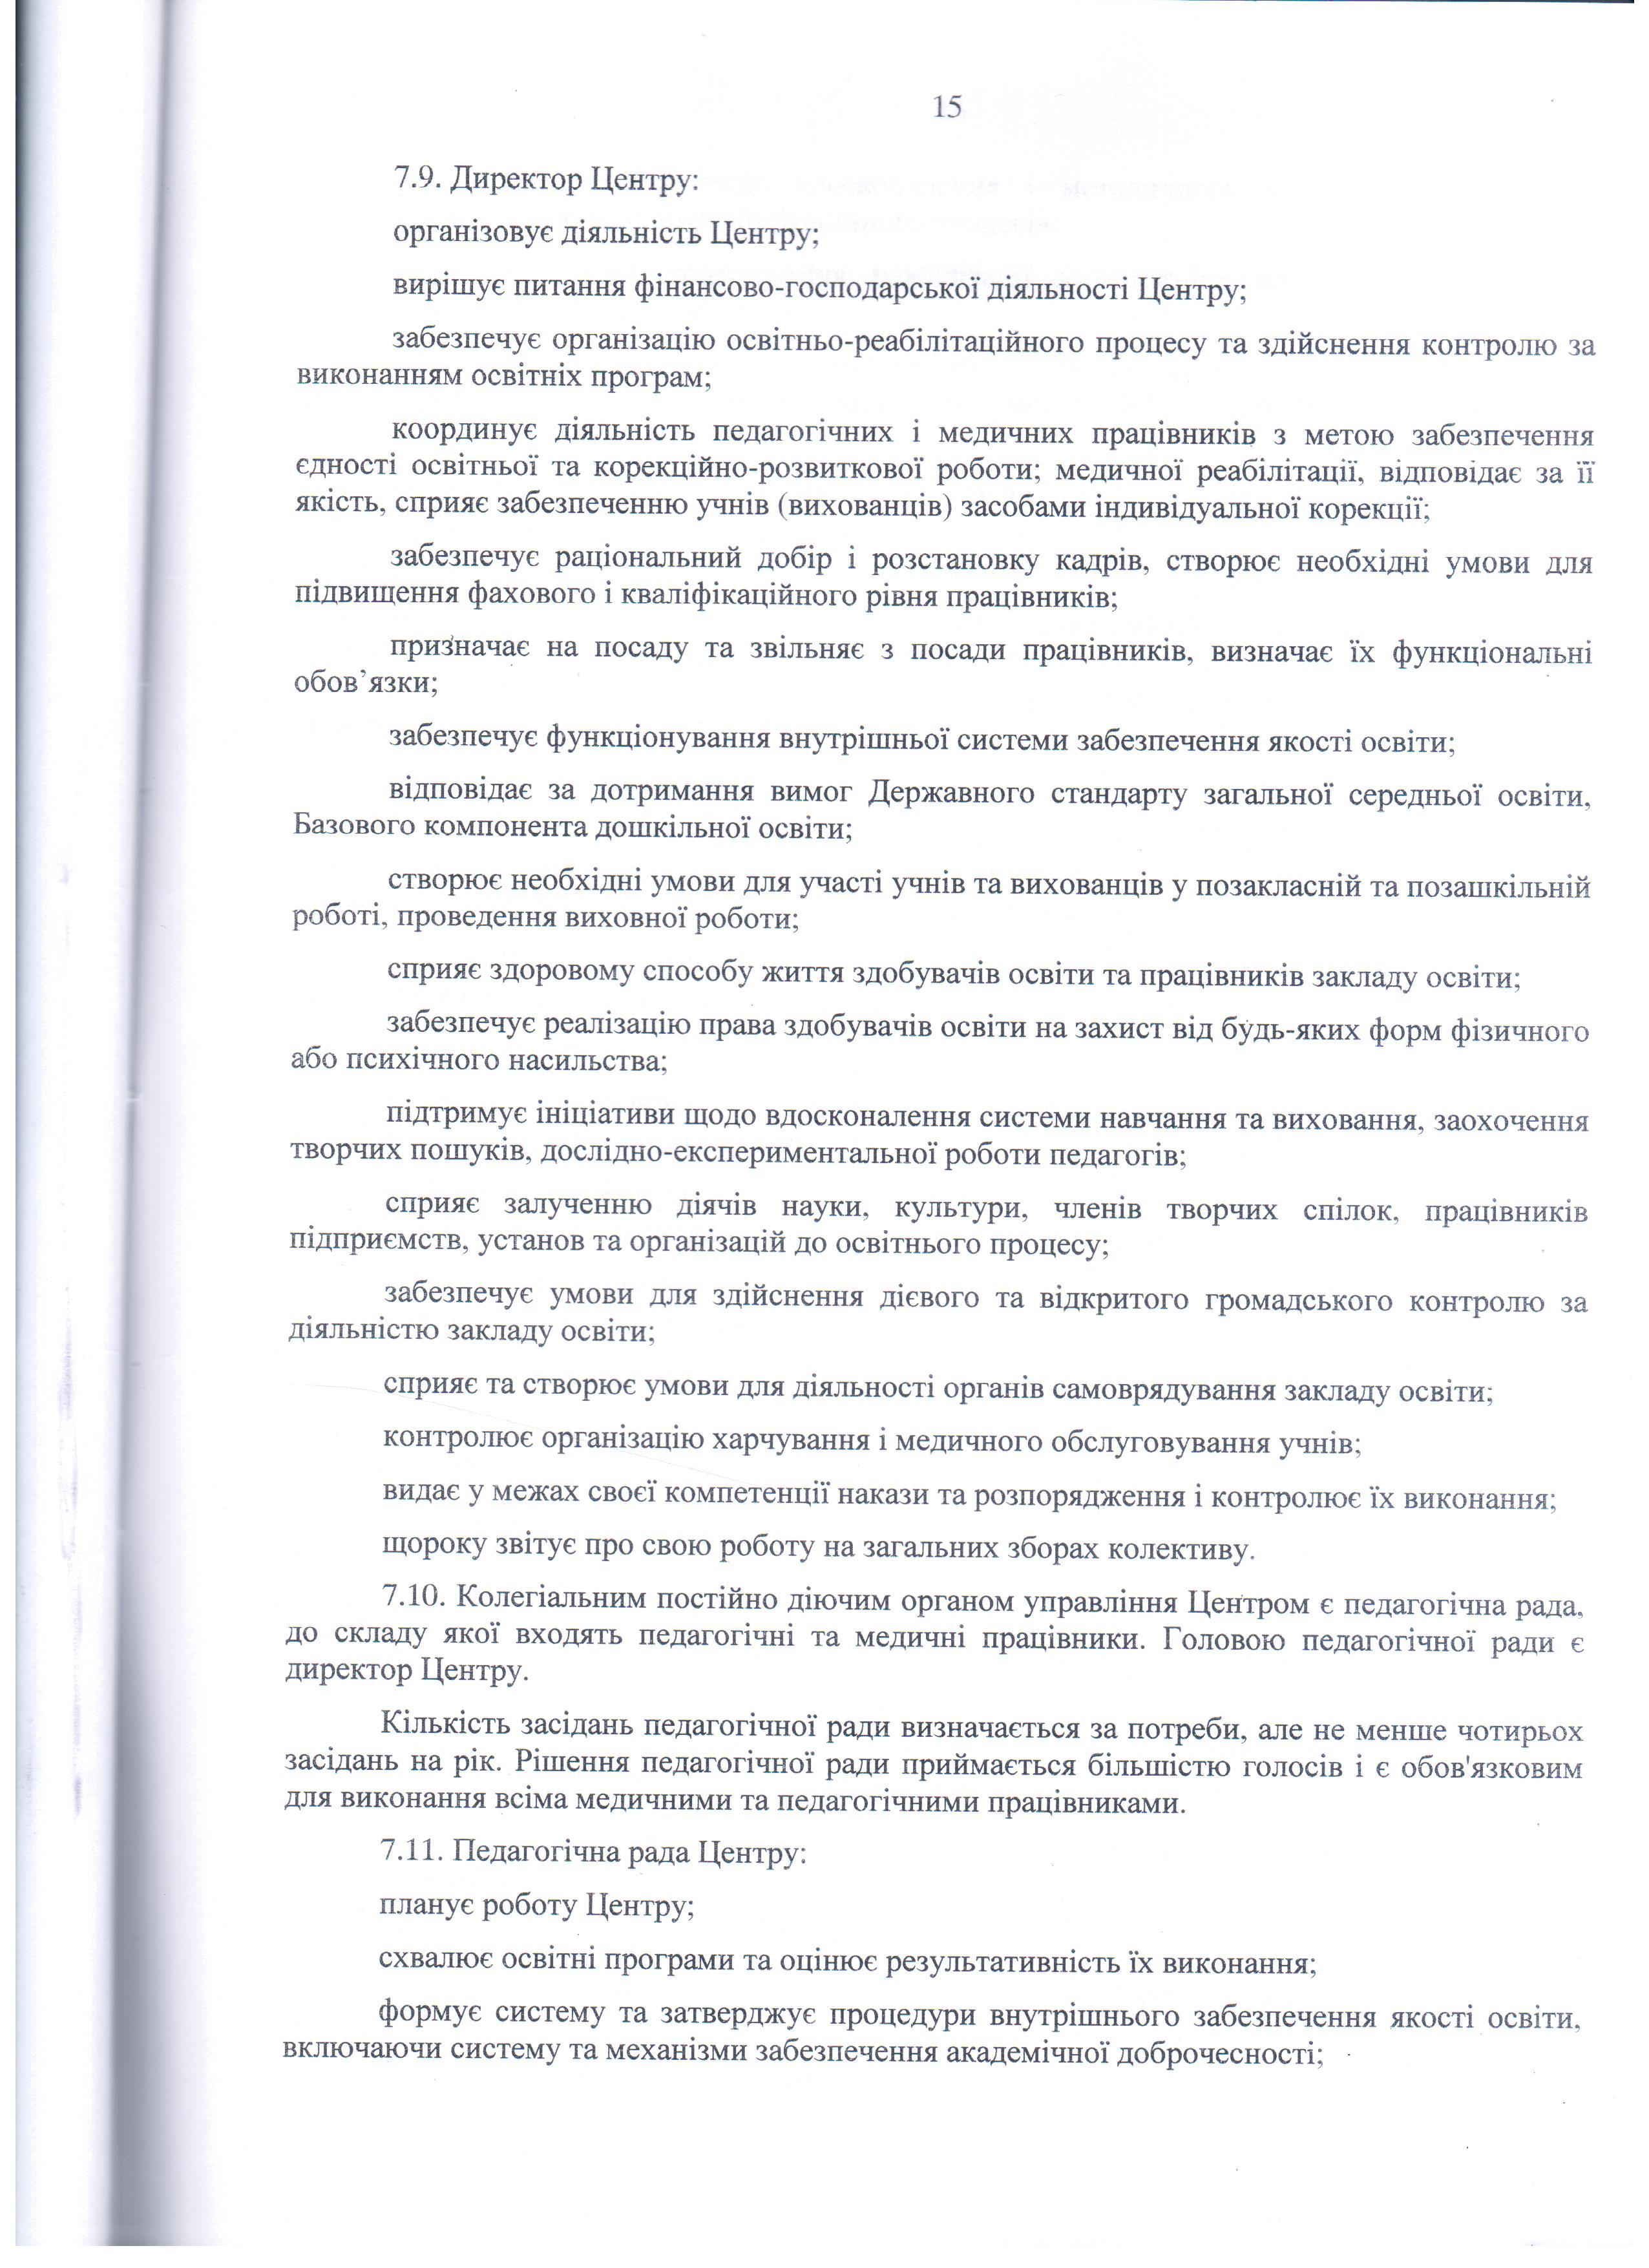 15
7.9. Директор Центру:
організовує діяльність Центру;
вирішує питання фінансово-господарської діяльності Центру;
забезпечує організацію освітньо-реабілітаційного процесу та здійснення контролю за
виконанням освітніх програм;
координує діяльність педагогічних і медичних працівників з метою забезпечення
єдності освітньої та корекційно-розвиткової роботи; медичної реабілітації, відповідає за її
якість, сприяє забезпеченню учнів (вихованців) засобами індивідуальної корекції;
забезпечує раціональний добір і розстановку кадрів, створює необхідні умови для
підвищення фахового і кваліфікаційного рівня працівників;
призначає на посаду та звільняє з посади працівників, визначає їх функціональні
обов’язки;
забезпечує функціонування внутрішньої системи забезпечення якості освіти;
відповідає за дотримання вимог Державного стандарту загальної середньої освіти,
Базового компонента дошкільної освіти;
створює необхідні умови для участі учнів та вихованців у позакласній та позашкільній
роботі, проведення виховної роботи;
сприяє здоровому способу життя здобувачів освіти та працівників закладу освіти;
забезпечує реалізацію права здобувачів освіти на захист від будь-яких форм фізичного
або психічного насильства;
підтримує ініціативи щодо вдосконалення системи навчання та виховання, заохочення
творчих пошуків, дослідно-експериментальної роботи педагогів;
сприяє залученню діячів науки, культури, членів творчих спілок, працівників
підприємств, установ та організацій до освітнього процесу;
забезпечує умови для здійснення дієвого та відкритого громадського контролю за
діяльністю закладу освіти;
сприяє та створює умови для діяльності органів самоврядування закладу освіти;
контролює організацію харчування і медичного обслуговування учнів;
видає у межах своєї компетенції накази та розпорядження і контролює їх виконання;
щороку звітує про свою роботу на загальних зборах колективу.
7.10. Колегіальним постійно діючим органом управління Центром є педагогічна рада,
до складу якої входять педагогічні та медичні працівники. Головою педагогічної ради є
директор Центру.
Кількість засідань педагогічної ради визначається за потреби, але не менше чотирьох
засідань на рік. Рішення педагогічної ради приймається більшістю голосів і є обов'язковим
для виконання всіма медичними та педагогічними працівниками.
7.11. Педагогічна рада Центру:
планує роботу Центру;
схвалює освітні програми та оцінює результативність їх виконання;
формує систему та затверджує процедури внутрішнього забезпечення якості освіти,
включаючи систему та механізми забезпечення академічної доброчесності;